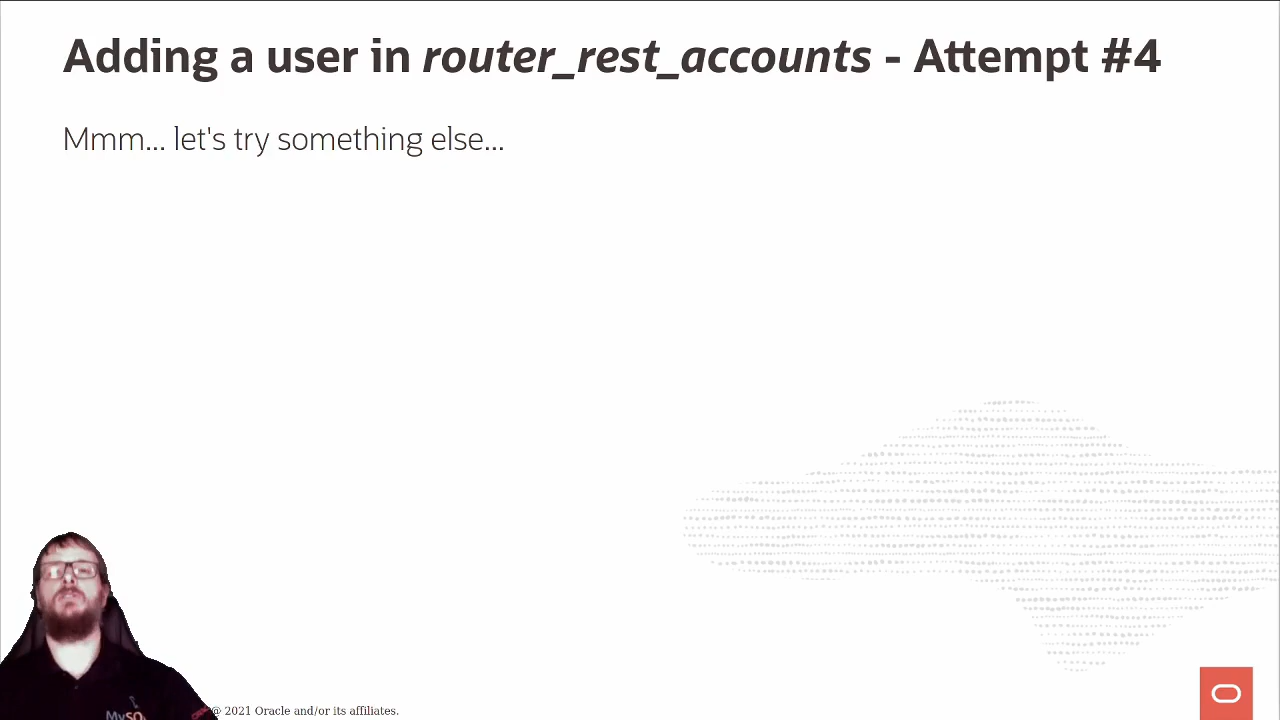 Adding a user in router_rest_accounts - Attempt #4
Mmm... let's try something else...
@ 2021 Oracle and/or its affiliates.